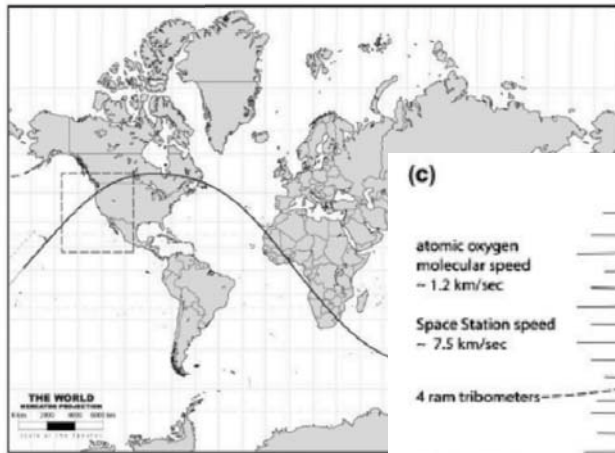 (c)
atomic oxygen
molecular speed
~ 1.2 km/sec
Space Station speed
~ 7.5 km/sec
4 ram tribometers
THE WORLD
MERCATOR PROJECTION